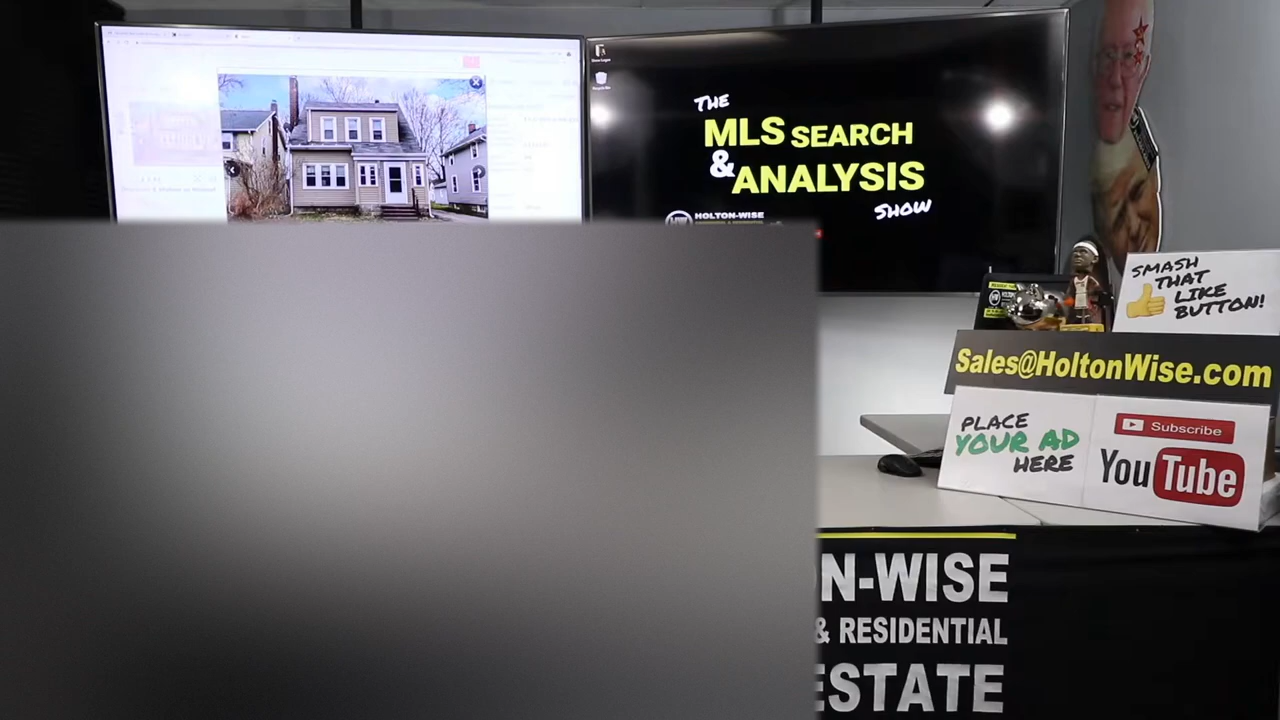 THE
MLS SEARCH
& ANALYSIS
SHOW
HOLTON-WISE
SMASH
THAT
LIKE
BUTTON!
Sales@HoltonWise.com
PLACE
YOUR AD
HERE
Subscribe
YouTube
N-WISE
& RESIDENTIAL
ESTATE